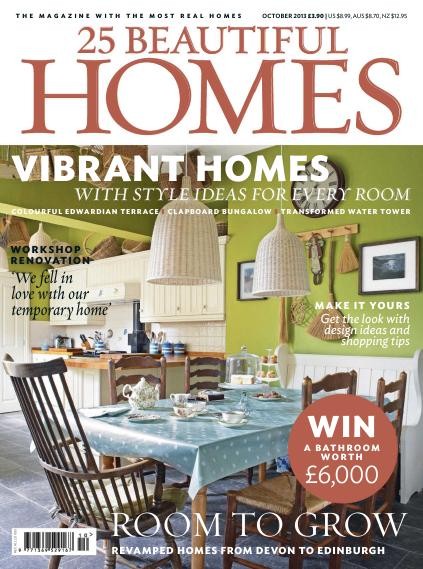 THE MAGAZINE WITH THE MOST REAL HOMES
OCTOBER 2013 £3.90 | US$8.99, AUS$8.70, NZ$12.95
25 BEAUTIFUL
HOMES
VIBRANT HOMES
WITH STYLE IDEAS FOR EVERY ROOM
COLOURFUL EDWARDIAN TERRACE | CLAPBOARD BUNGALOW | TRANSFORMED WATER TOWER
WORKSHOP
RENOVATION
'We fell in
love with our
temporary home'
MAKE IT YOURS
Get the look with
design ideas and
shopping tips
WIN
A BATHROOM
WORTH
£6,000
ROOM TO GROW
REVAMPED HOMES FROM DEVON TO EDINBURGH